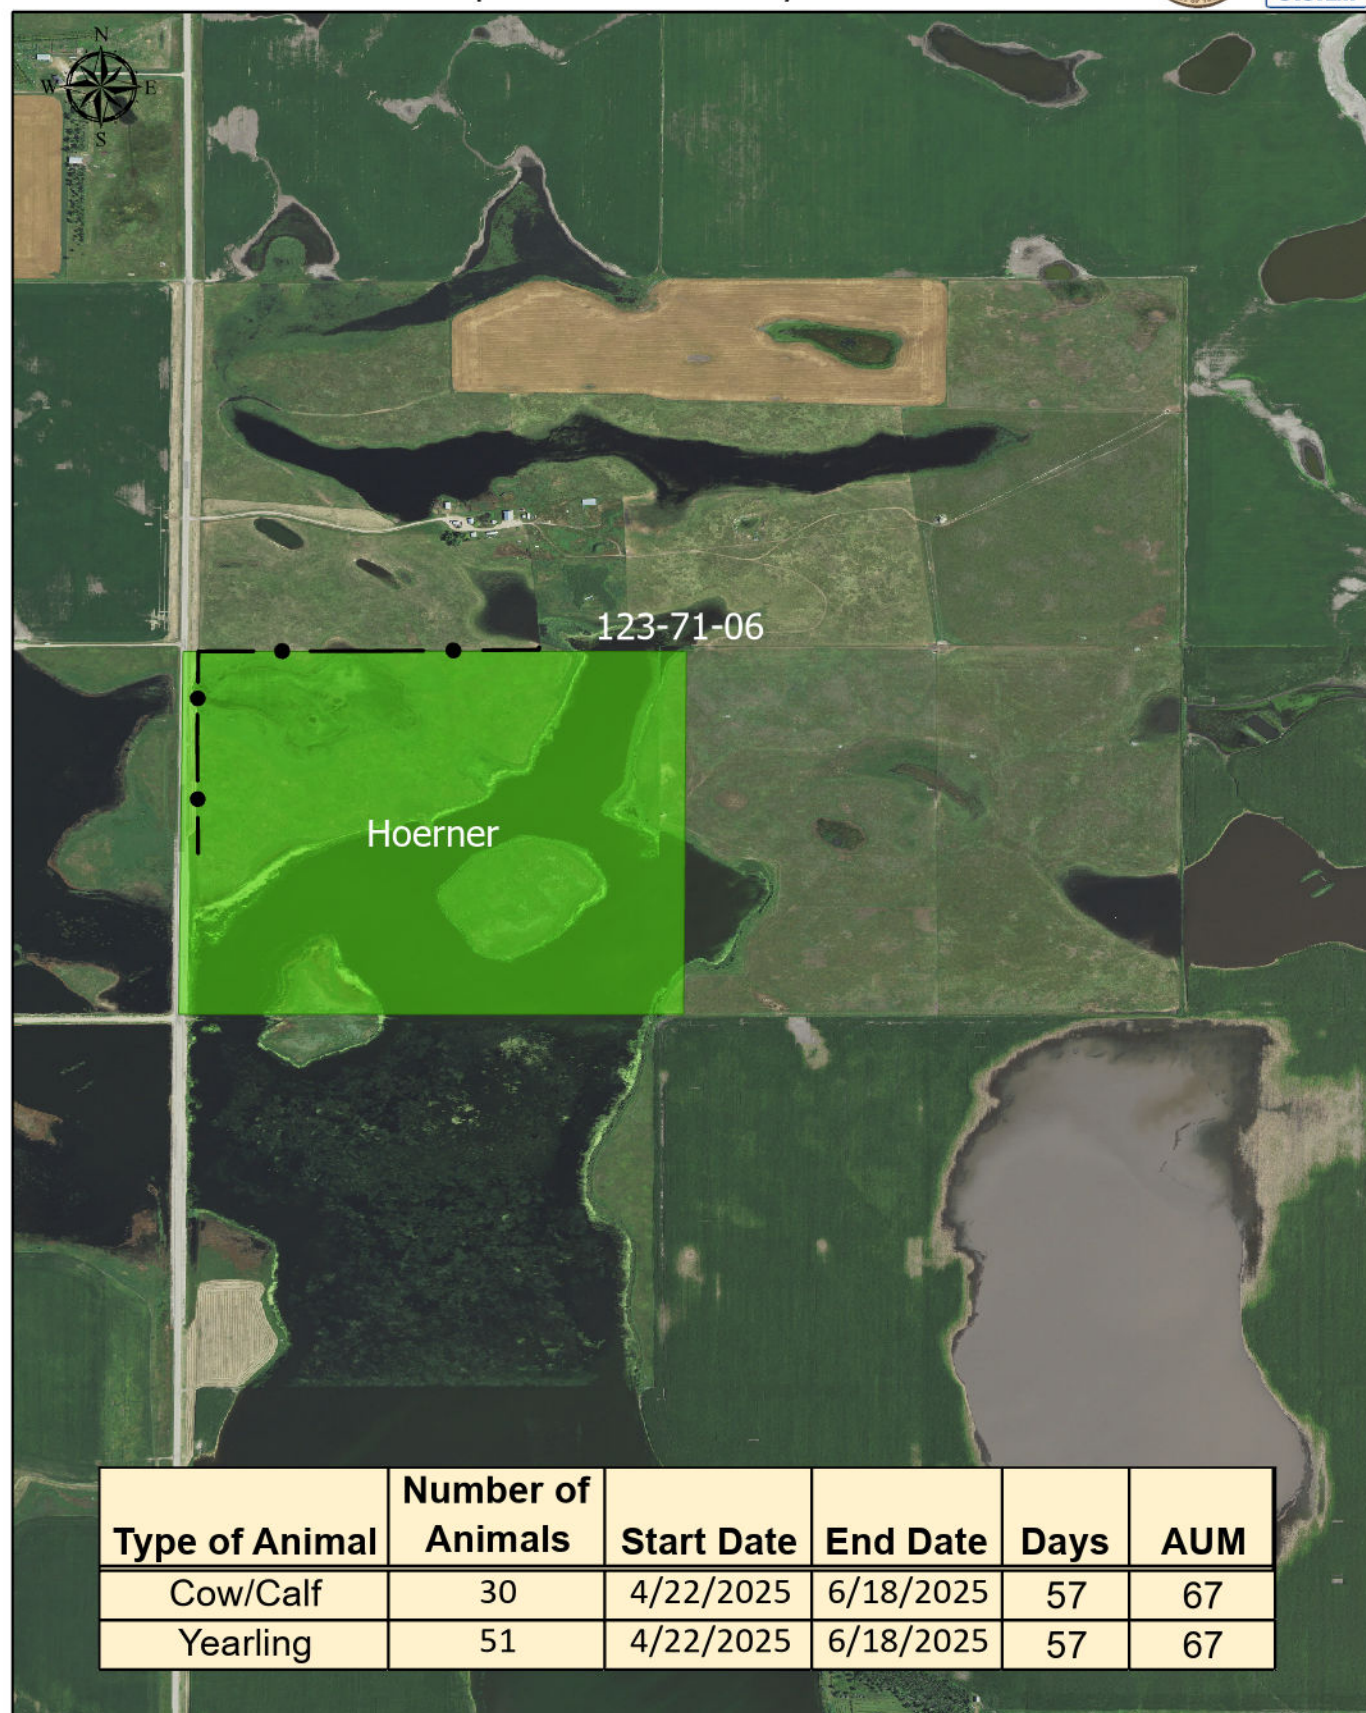 N
W E
S
123-71-06
Hoerner
Type of Animal Number of Animals Start Date End Date Days AUM
Cow/Calf 30 4/22/2025 6/18/2025 57 67
Yearling 51 4/22/2025 6/18/2025 57 67